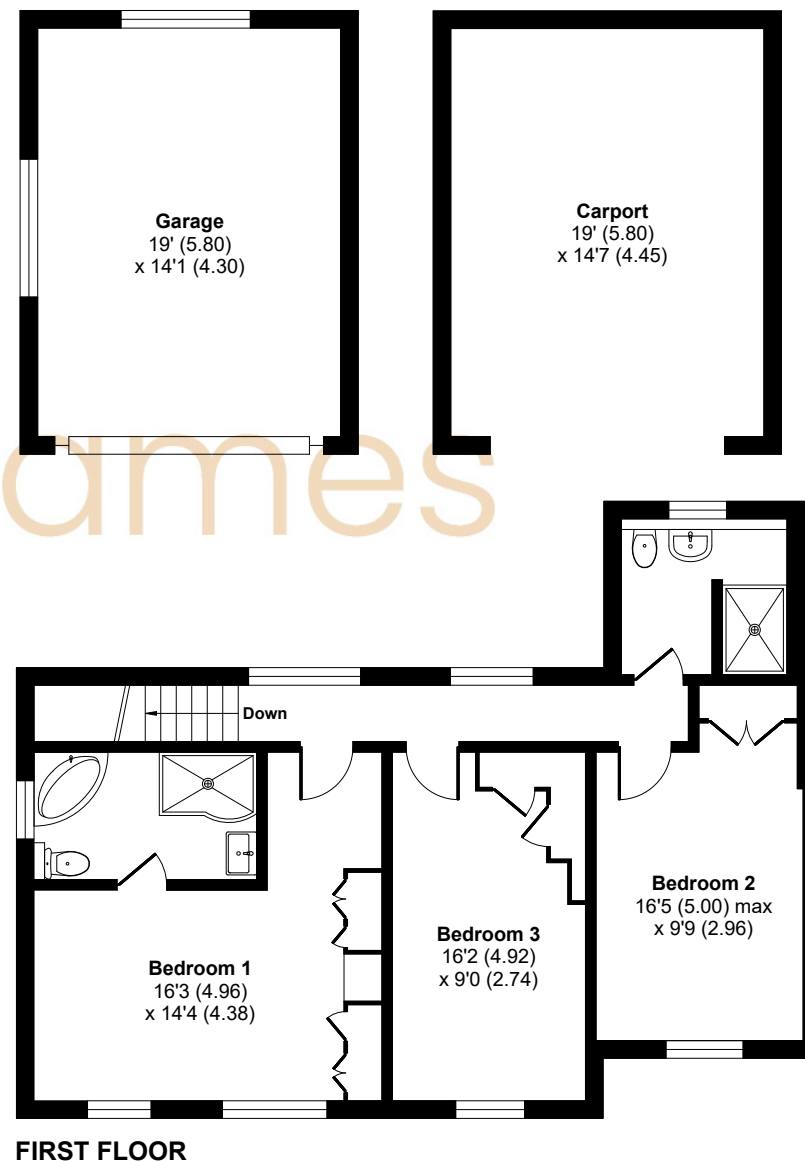 Garage
19' (5.80)
x 14'1 (4.30)
Carport
19' (5.80)
x 14'7 (4.45)
ames
Down
Bedroom 1
16'3 (4.96)
x 14'4 (4.38)
Bedroom 3
16'2 (4.92)
x 9'0 (2.74)
Bedroom 2
16'5 (5.00) max
x 9'9 (2.96)
FIRST FLOOR